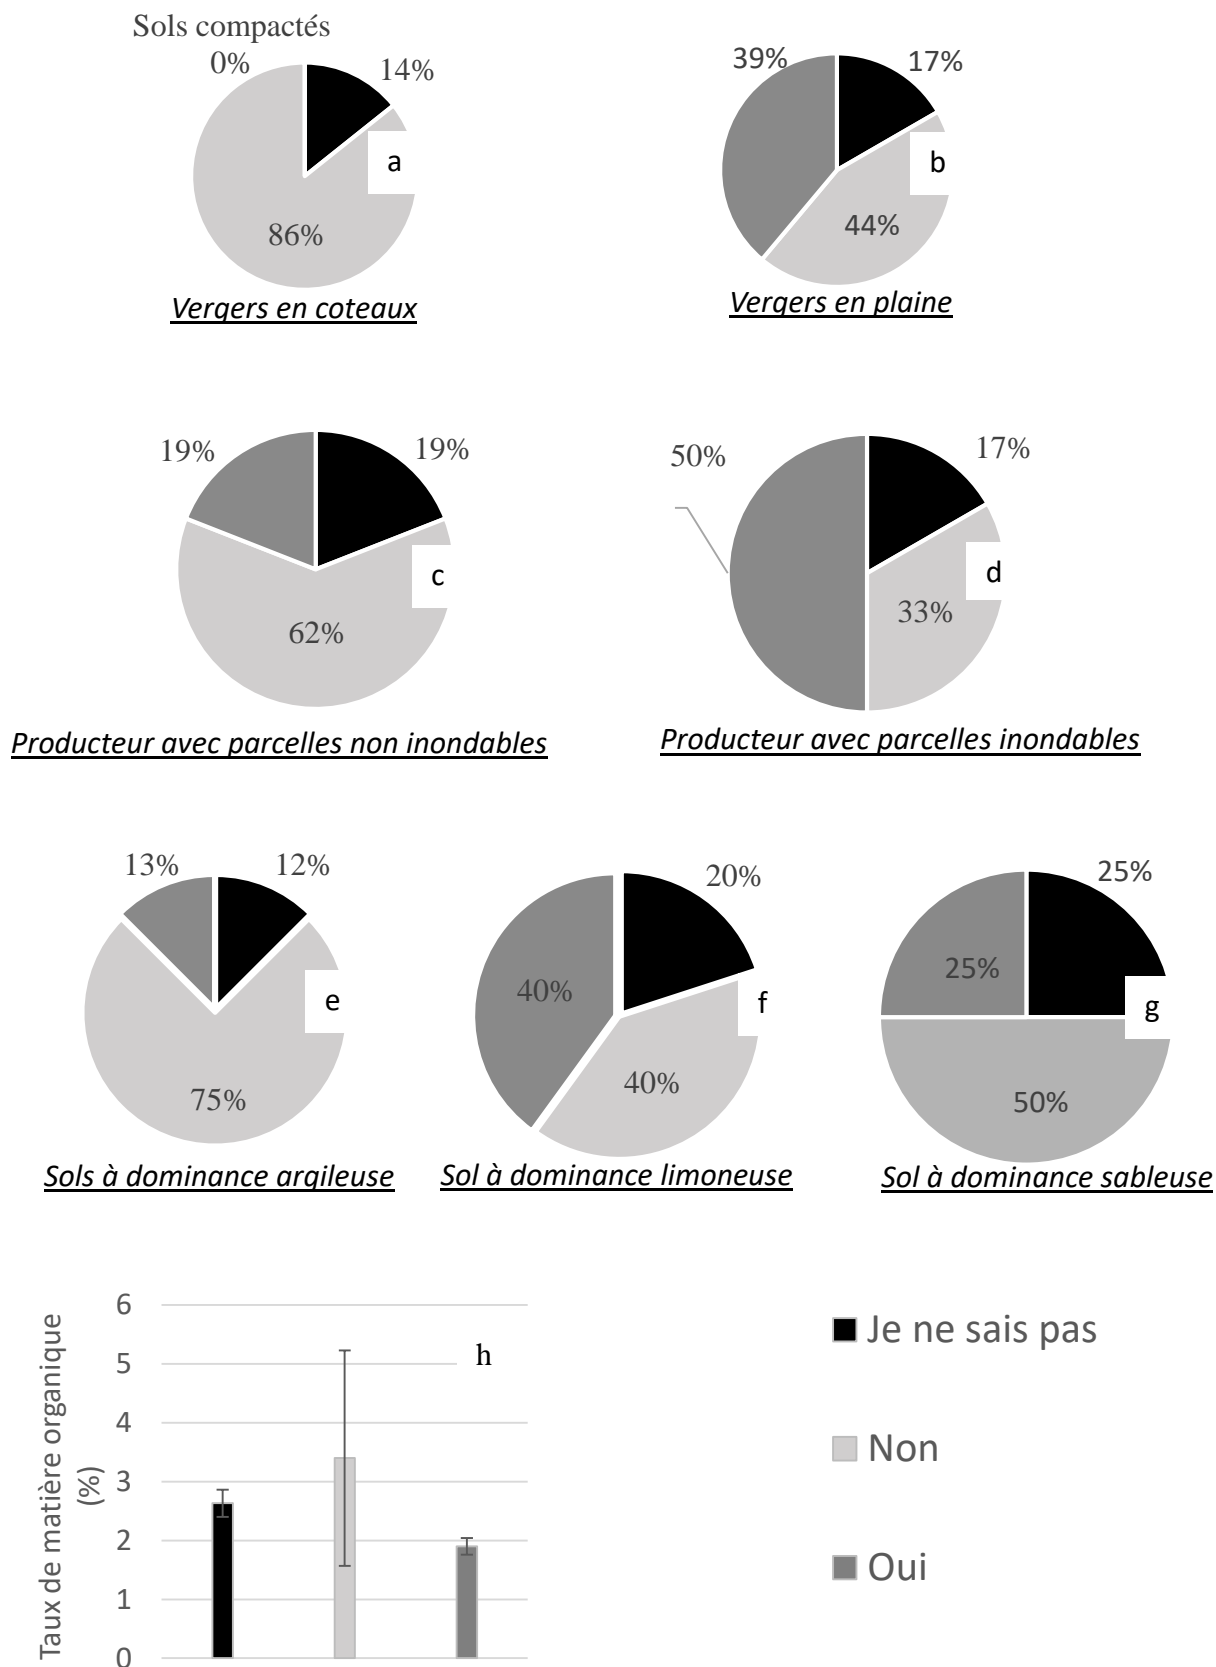 Sols compactés
0%
14%
a
86%
Vergers en coteaux
39%
17%
b
44%
Vergers en plaine
19%
19%
c
62%
Producteur avec parcelles non inondables
50%
17%
d
33%
Producteur avec parcelles inondables
13%
12%
e
75%
Sols à dominance argileuse
20%
40%
f
40%
Sol à dominance limoneuse
25%
25%
g
50%
Sol à dominance sableuse
Taux de matière organique
(%)
6
5
4
3
2
1
0
h
Je ne sais pas
Non
Oui